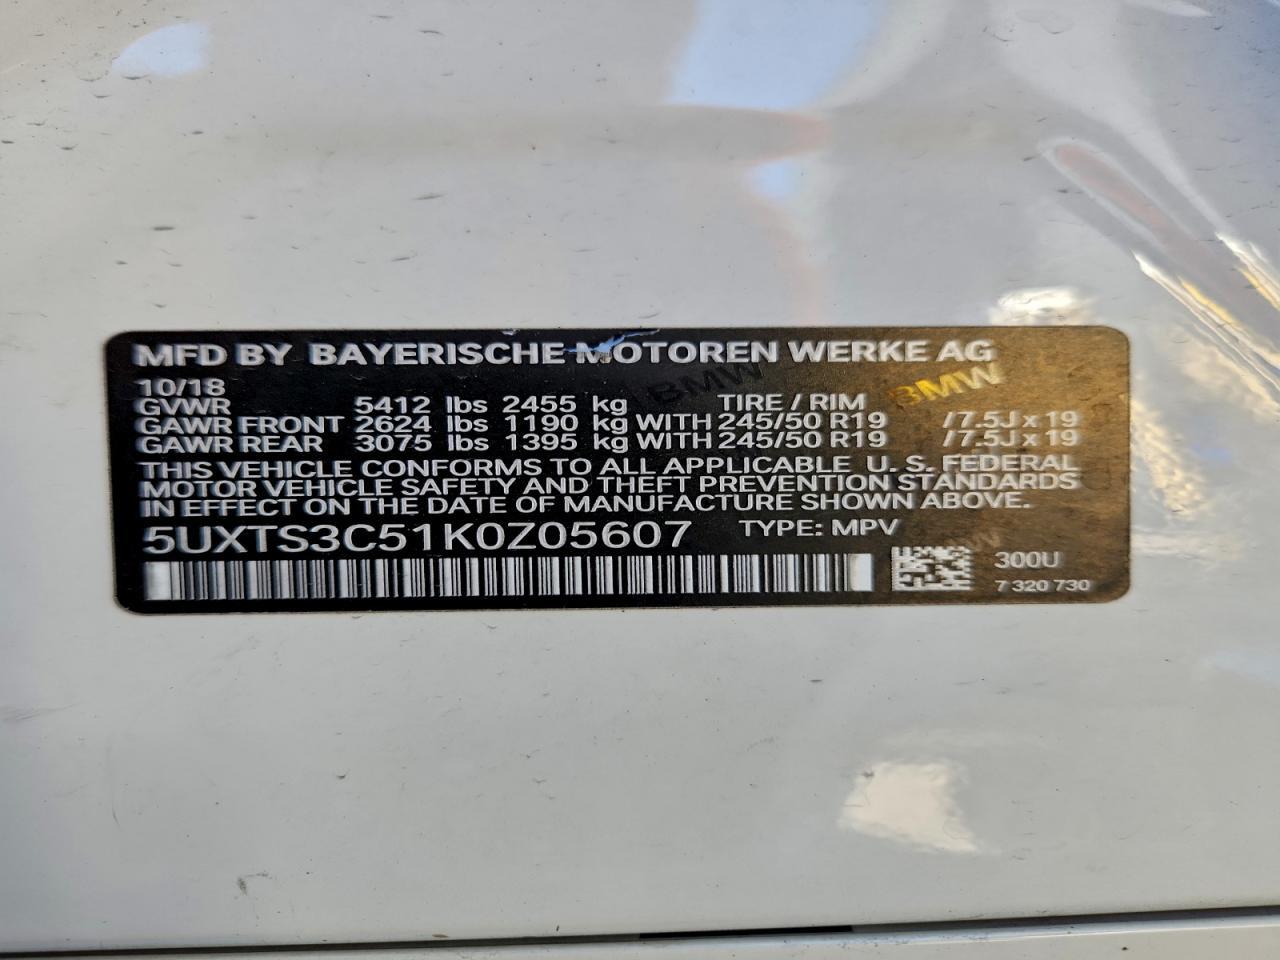 MFD BY BAYERISCHE MOTOREN WERKE AG
BMW BMW
10/18
GVWR 5412 lbs 2455 kg TIRE / RIM
GAWR FRONT 2624 lbs 1190 kg WITH 245/50 R19 /7.5J x 19
GAWR REAR 3075 lbs 1395 kg WITH 245/50 R19 /7.5J x 19
THIS VEHICLE CONFORMS TO ALL APPLICABLE U. S. FEDERAL
MOTOR VEHICLE SAFETY AND THEFT PREVENTION STANDARDS
IN EFFECT ON THE DATE OF MANUFACTURE SHOWN ABOVE.
5UXTS3C51K0Z05607 TYPE: MPV
300U
7 320 730